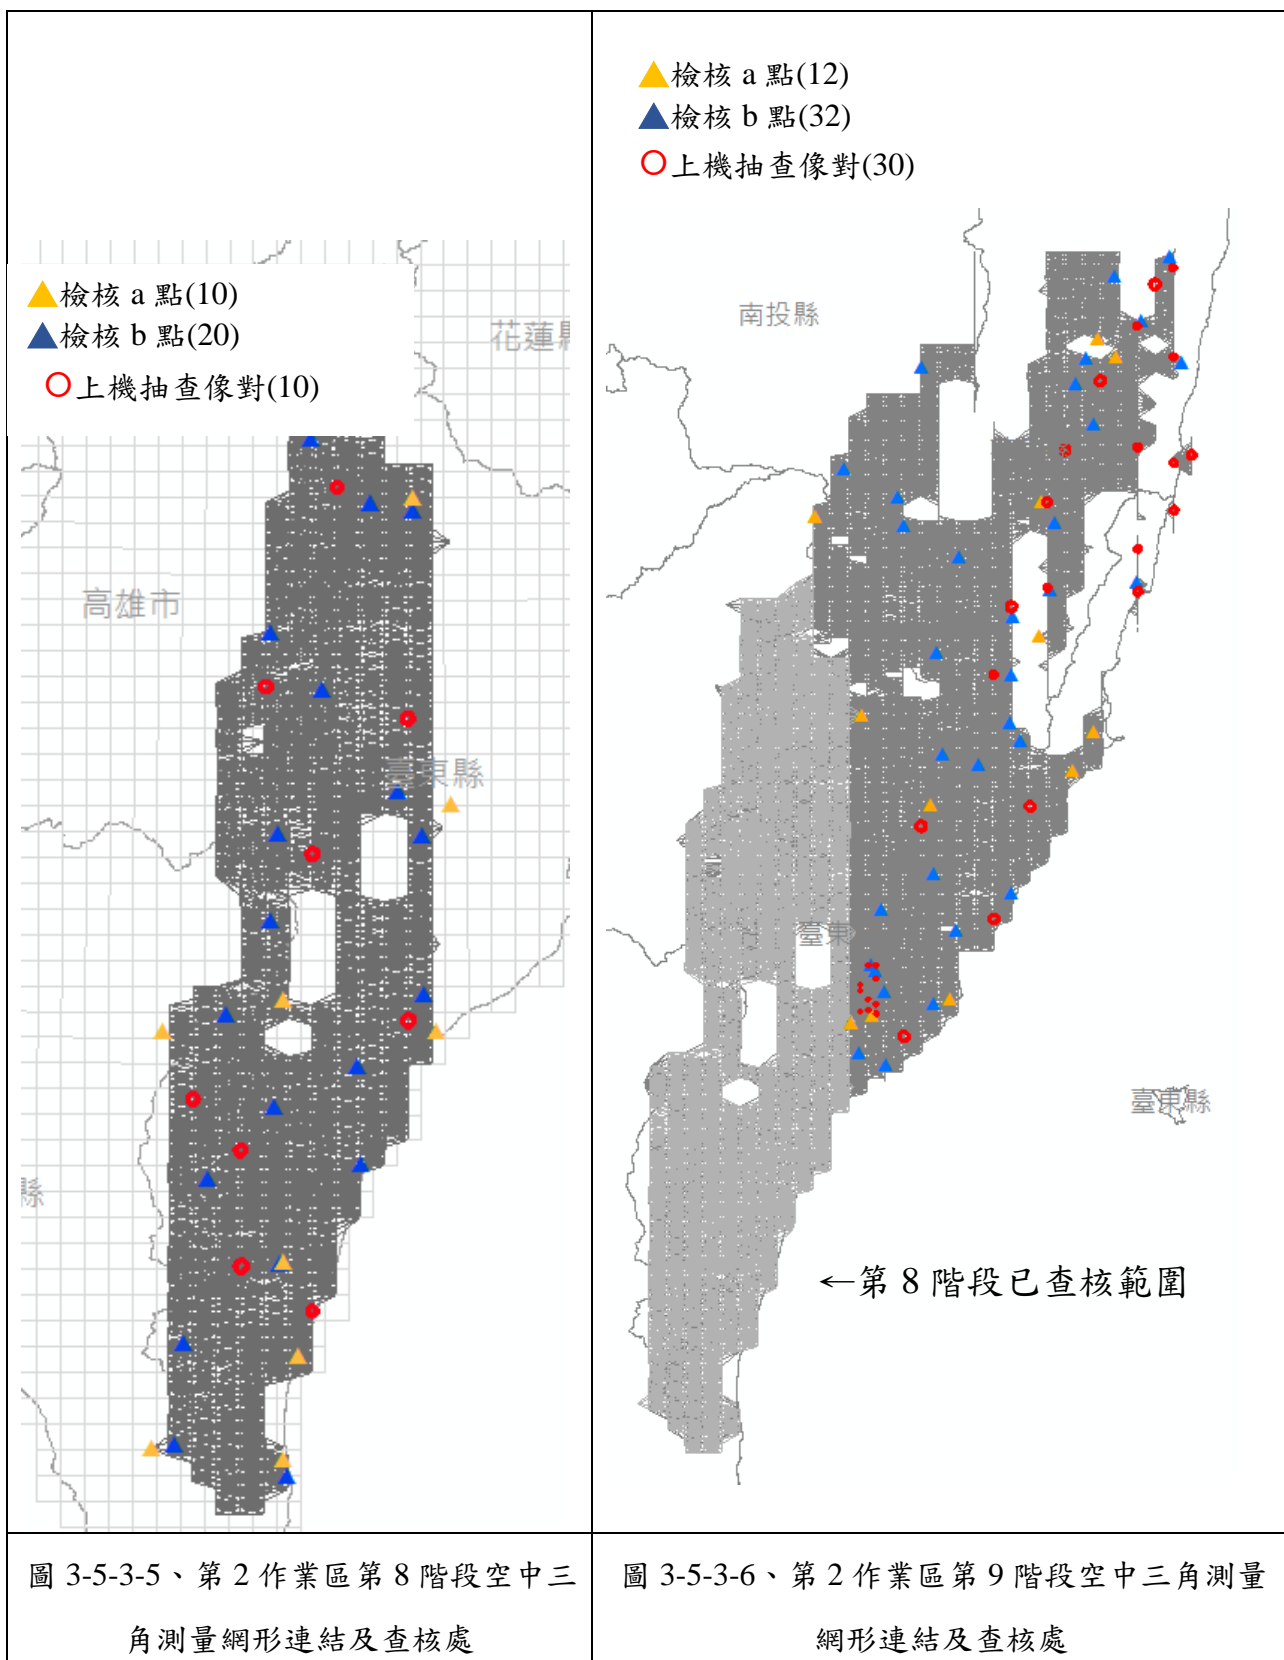 檢核 a 點(10)
檢核 b 點(20)
上機抽查像對(10)
花蓮縣
高雄市
臺東縣
縣
圖 3-5-3-5、第 2 作業區第 8 階段空中三
角測量網形連結及查核處
檢核 a 點(12)
檢核 b 點(32)
上機抽查像對(30)
南投縣
臺東
臺東縣
←第 8 階段已查核範圍
圖 3-5-3-6、第 2 作業區第 9 階段空中三角測量
網形連結及查核處